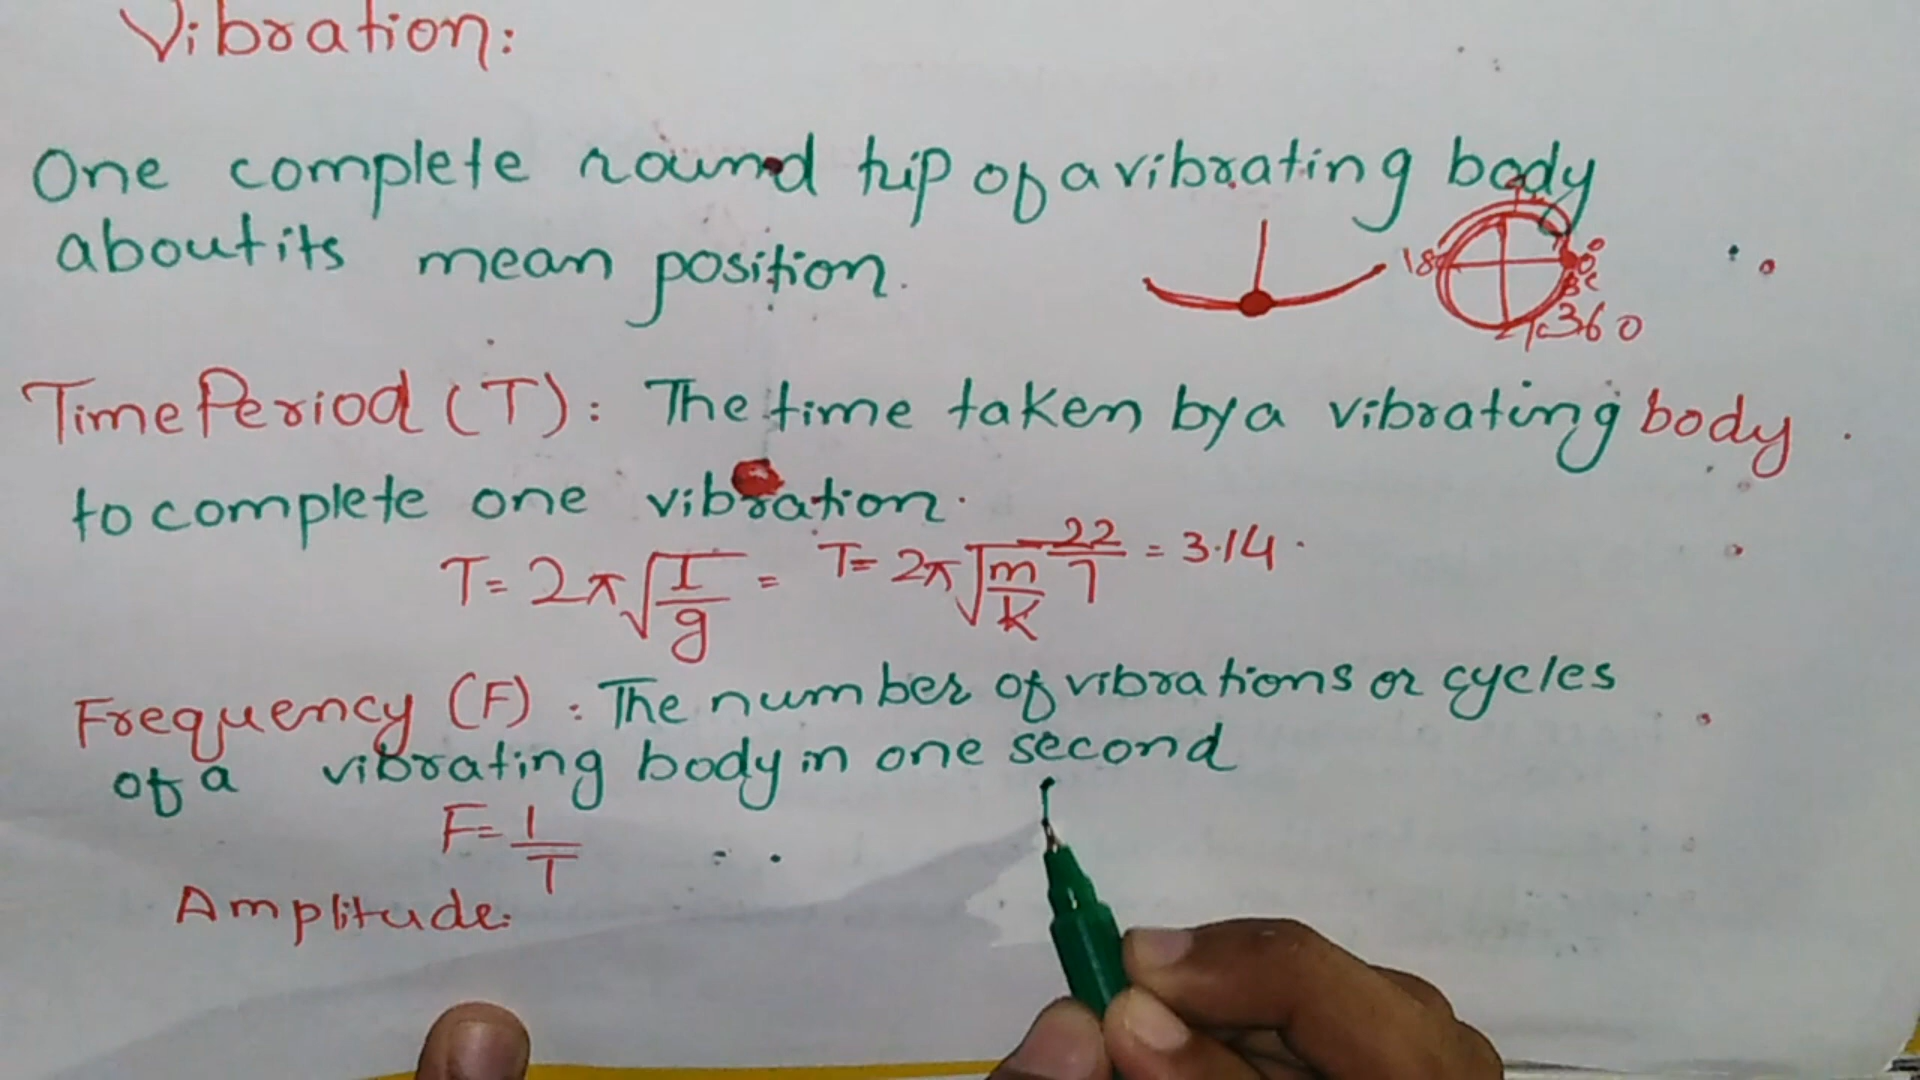 Vibration:
One complete round trip of a vibrating body
about its mean position.
180 360
Time Period (T): The time taken by a vibrating body
to complete one vibration.
T= 2π√I/g = T= 2π√m/k 22/7 = 3.14
Frequency (F): The number of vibrations or cycles
of a vibrating body in one second
F= 1/T
Amplitude: